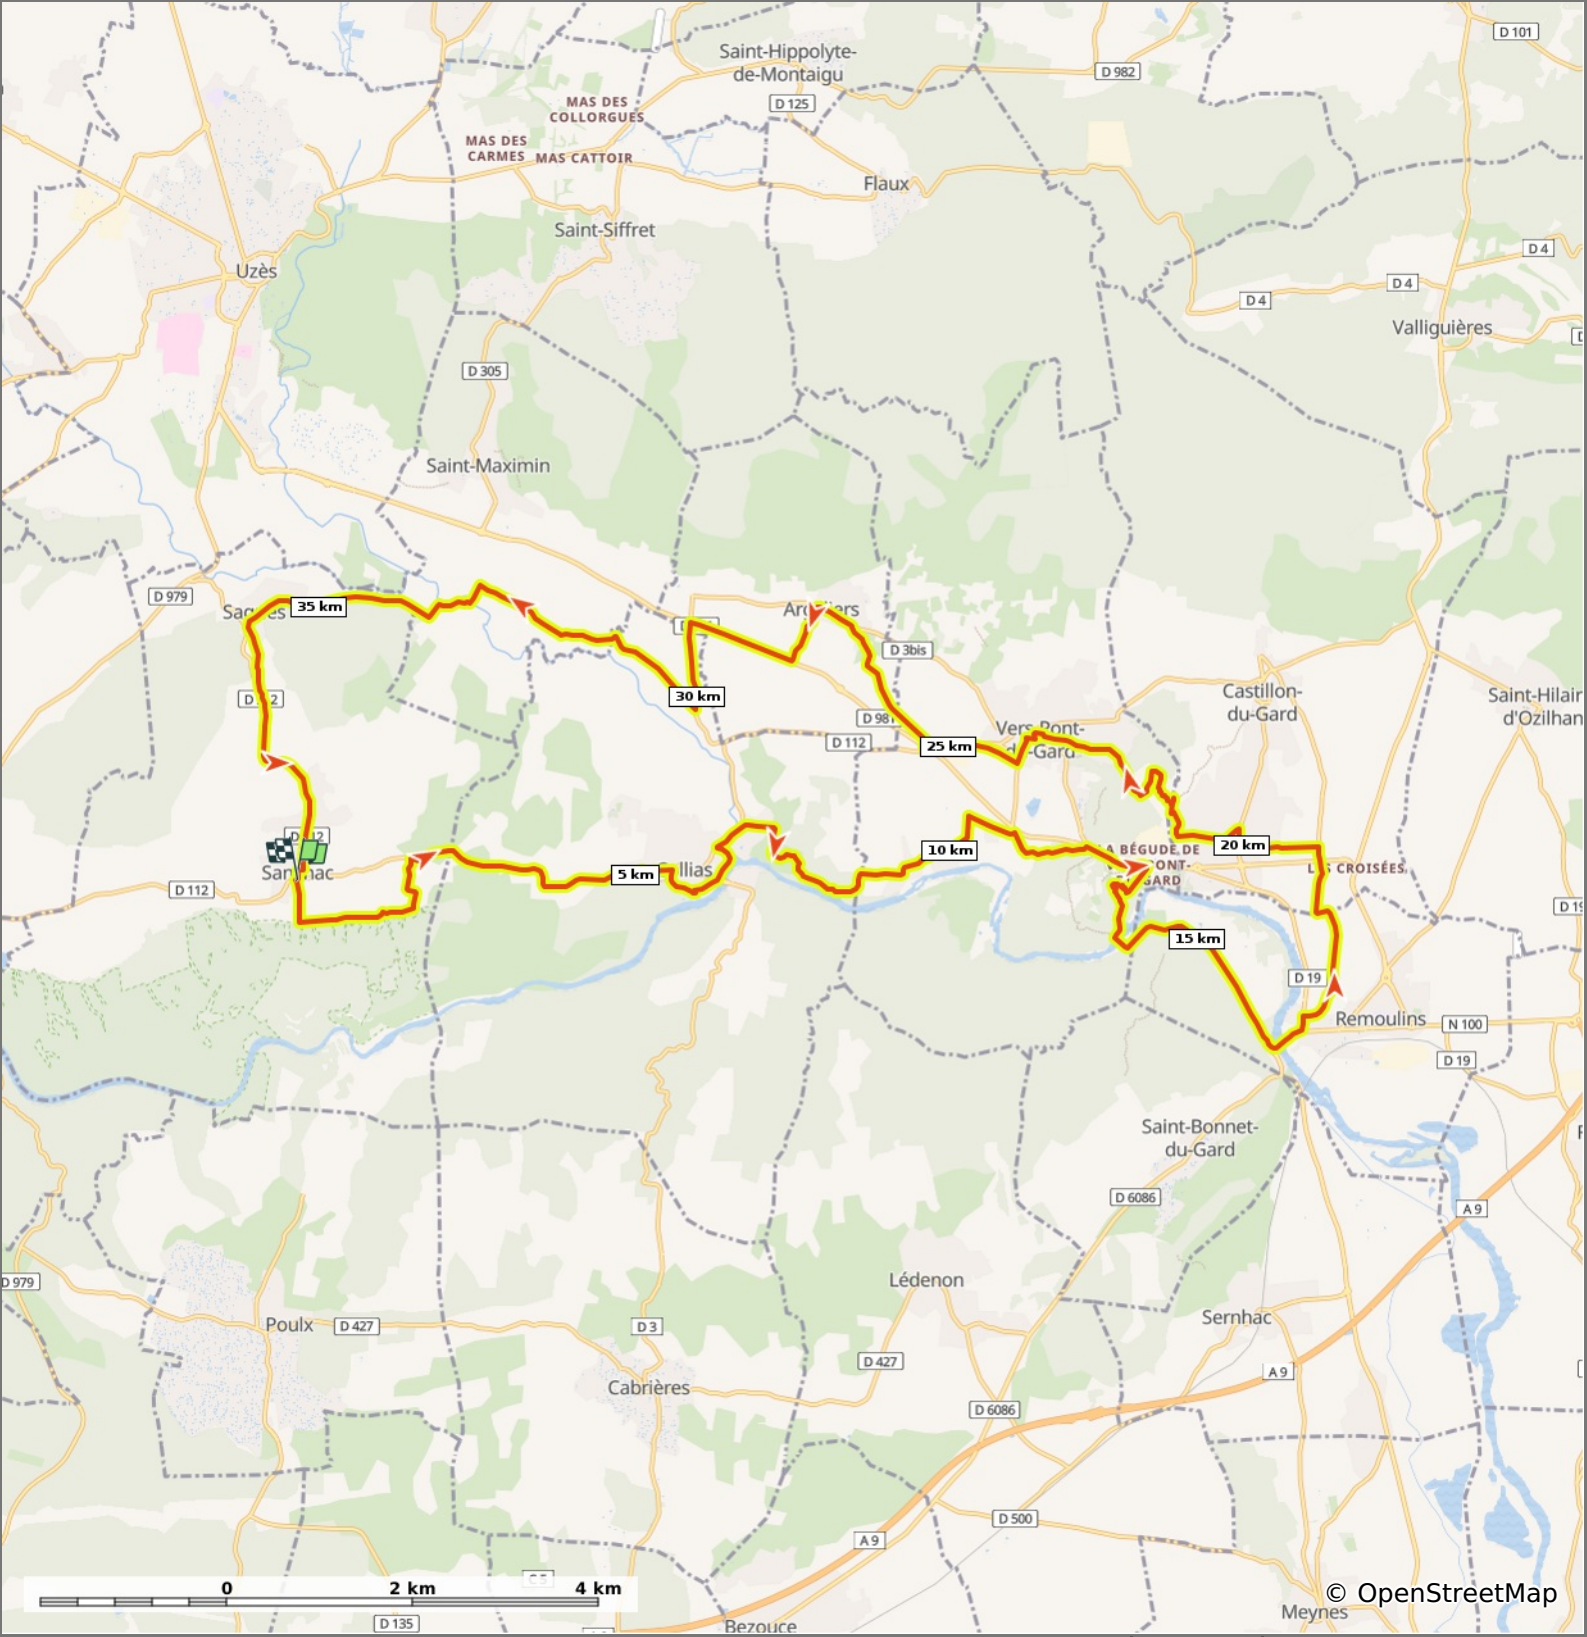 D 101
Saint-Hippolyte-
de-Montaigu
D 982
MAS DES
COLLORGUES
D 125
MAS DES
CARMES
MAS CATTOIR
Flaux
Saint-Siffret
D 4
Uzès
D 4
D 4
Valliguières
D 305
Saint-Maximin
D 979
35 km
D 3bis
30 km
Castillon-
du-Gard
Saint-Hilair
d'Ozilhan
D 981
D 112
25 km
20 km
10 km
5 km
D 112
15 km
D 19
D 19
Remoulins
N 100
D 19
Saint-Bonnet-
du-Gard
D 6086
A 9
D 979
Lédenon
Sernhac
Poulx
D 427
D 3
D 427
A 9
Cabrières
D 6086
D 500
A 9
0
2 km
4 km
© OpenStreetMap
D 135
Meynes
Bezouce